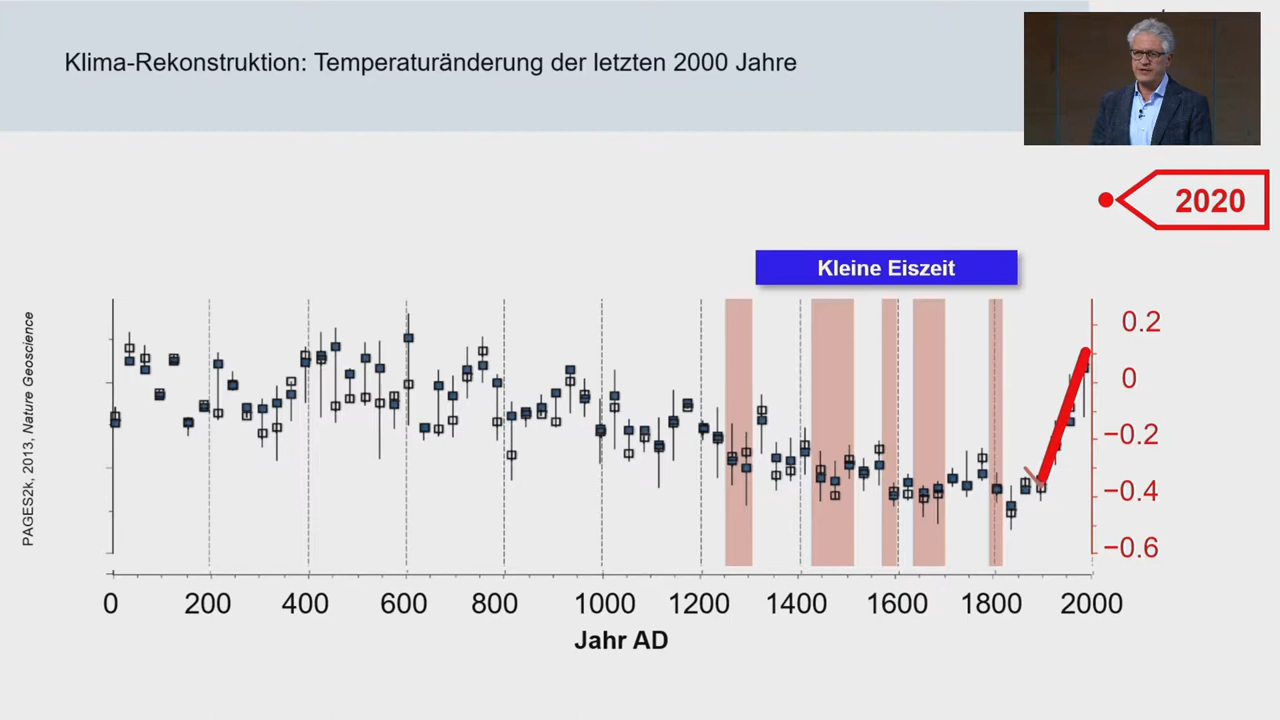 Klima-Rekonstruktion: Temperaturänderung der letzten 2000 Jahre
2020
Kleine Eiszeit
PAGES2k, 2013, Nature Geoscience
0.2
0
−0.2
−0.4
−0.6
0 200 400 600 800 1000 1200 1400 1600 1800 2000
Jahr AD